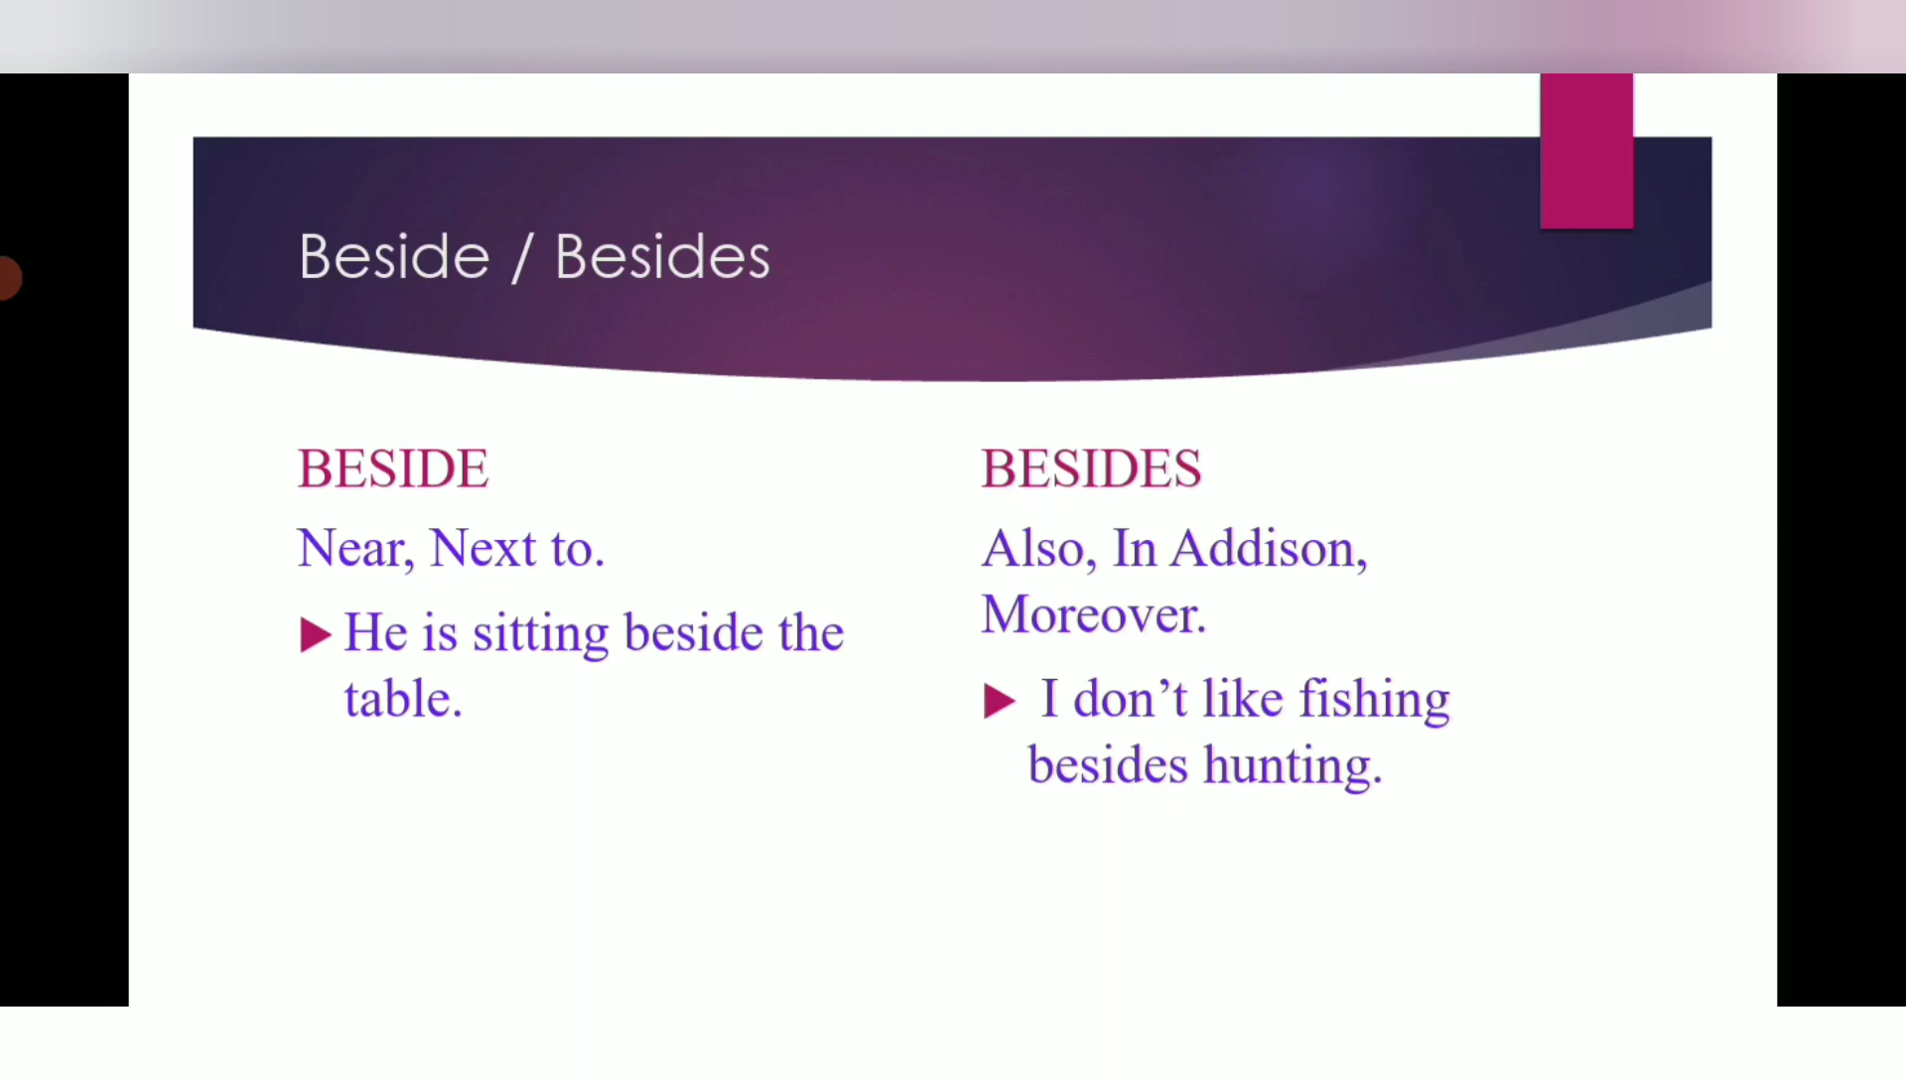 Beside / Besides
BESIDE
Near, Next to.
He is sitting beside the
table.
BESIDES
Also, In Addison,
Moreover.
I don’t like fishing
besides hunting.